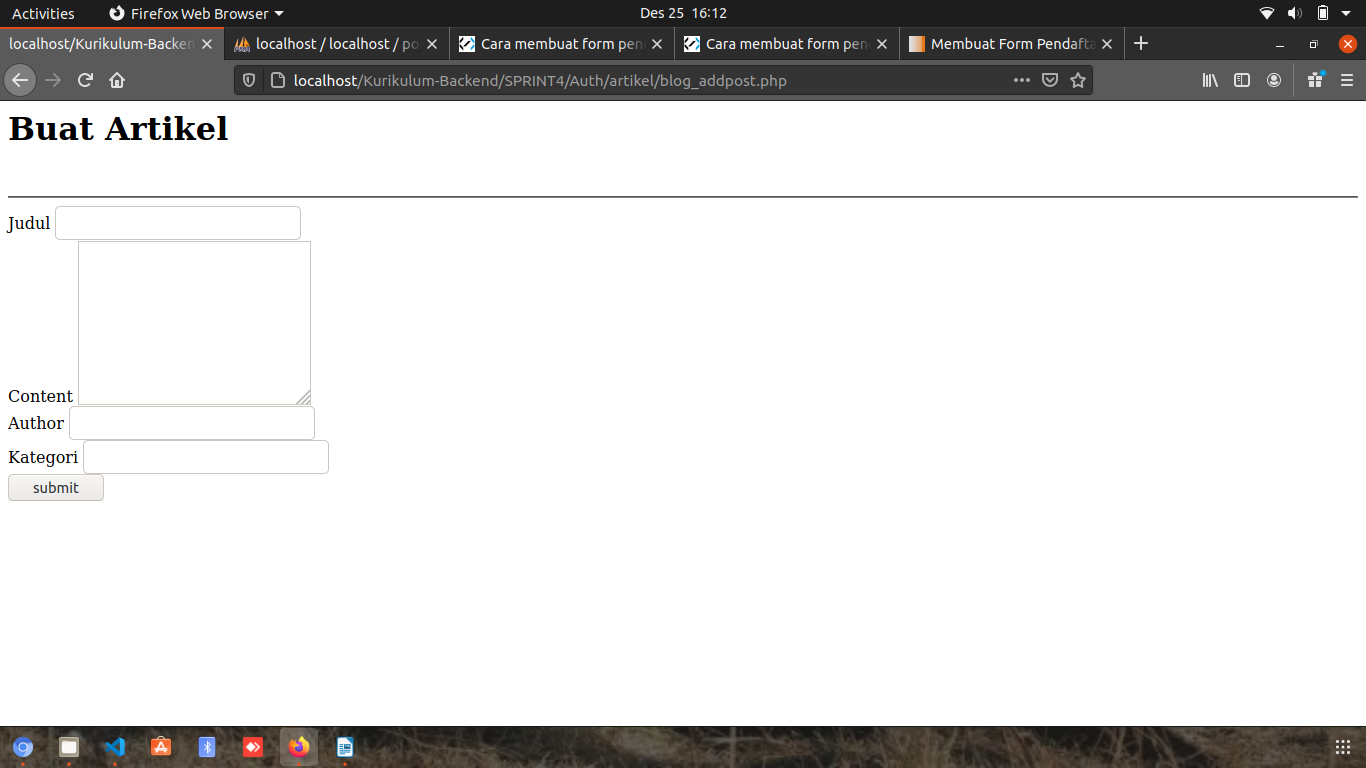 Activities Firefox Web Browser Des 25 16:12
localhost/Kurikulum-Backen localhost / localhost / po Cara membuat form pen Cara membuat form pen Membuat Form Pendafta
localhost/Kurikulum-Backend/SPRINT4/Auth/artikel/blog_addpost.php
Buat Artikel
Judul
Content
Author
Kategori
submit